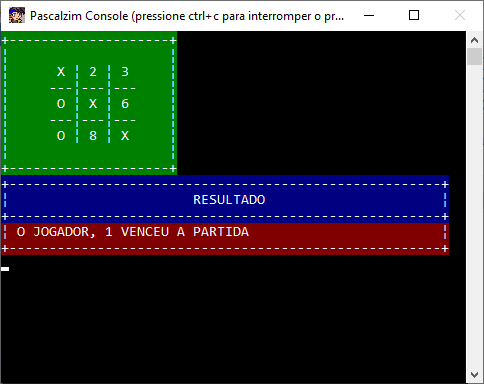 Pascalzim Console (pressione ctrl+c para interromper o pr...
+--------------------+
¦ X ¦ 2 ¦ 3 ¦
---¦---¦---
¦ O ¦ X ¦ 6 ¦
---¦---¦---
¦ O ¦ 8 ¦ X ¦
+--------------------+
+------------------------------------------------------+
¦ RESULTADO ¦
+------------------------------------------------------+
¦ O JOGADOR, 1 VENCEU A PARTIDA ¦
+------------------------------------------------------+